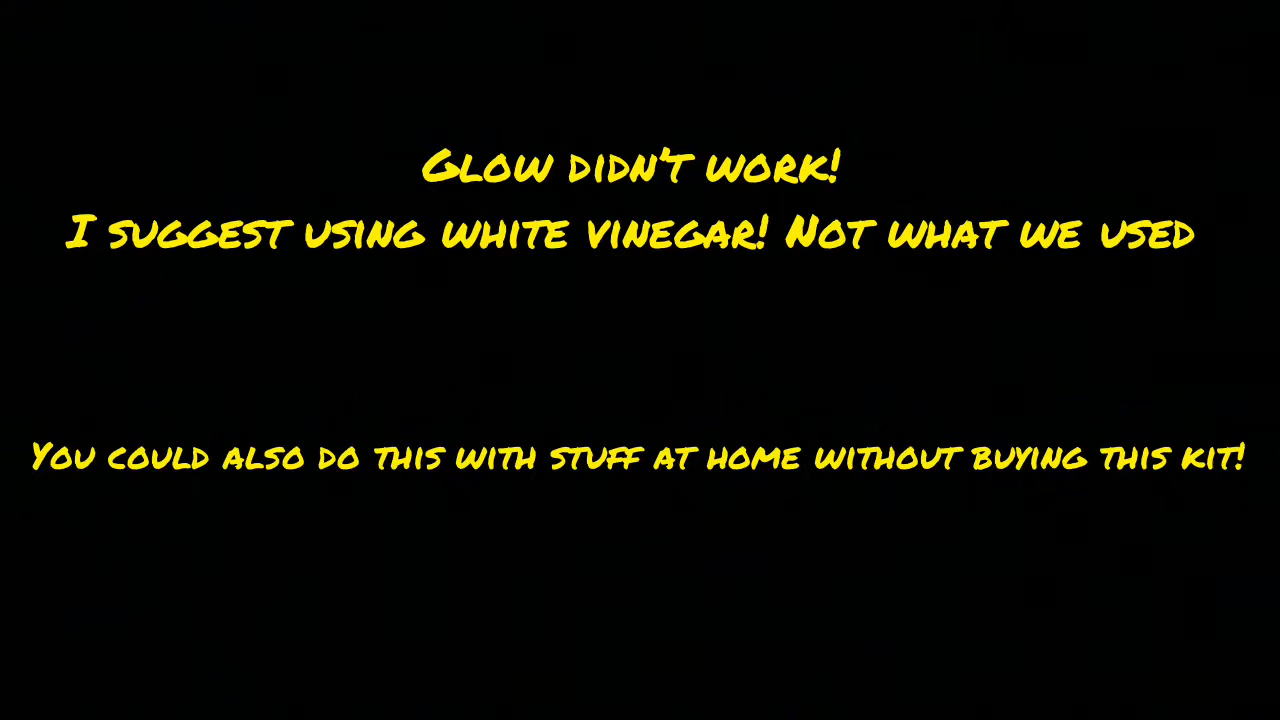 Glow didn't work!
I suggest using white vinegar! Not what we used
You could also do this with stuff at home without buying this kit!